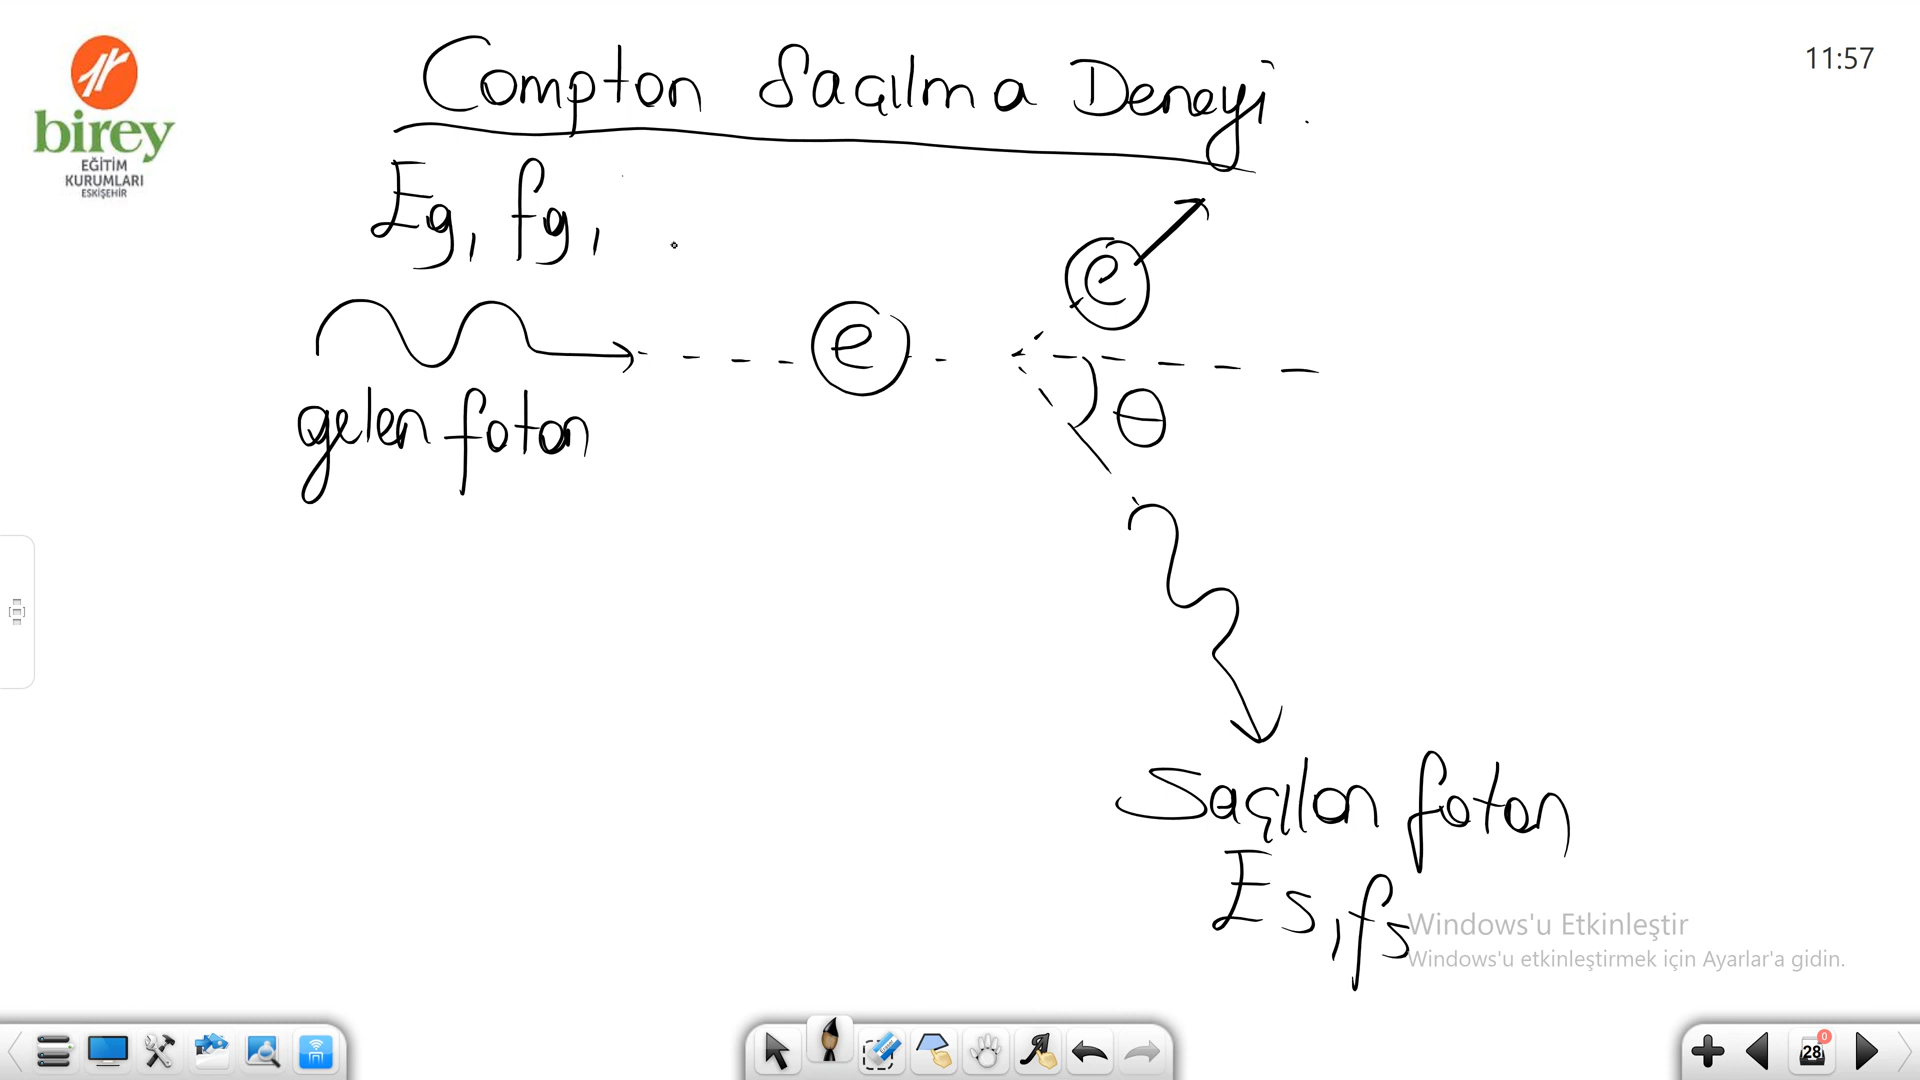 11:57
birey
EĞİTİM
KURUMLARI
ESKİŞEHİR
Compton Saçılma Deneyi
Eg, fg,
e
e
θ
gelen foton
Saçılan foton
Es, fs
Windows'u Etkinleştir
Windows'u etkinleştirmek için Ayarlar'a gidin.
28
0